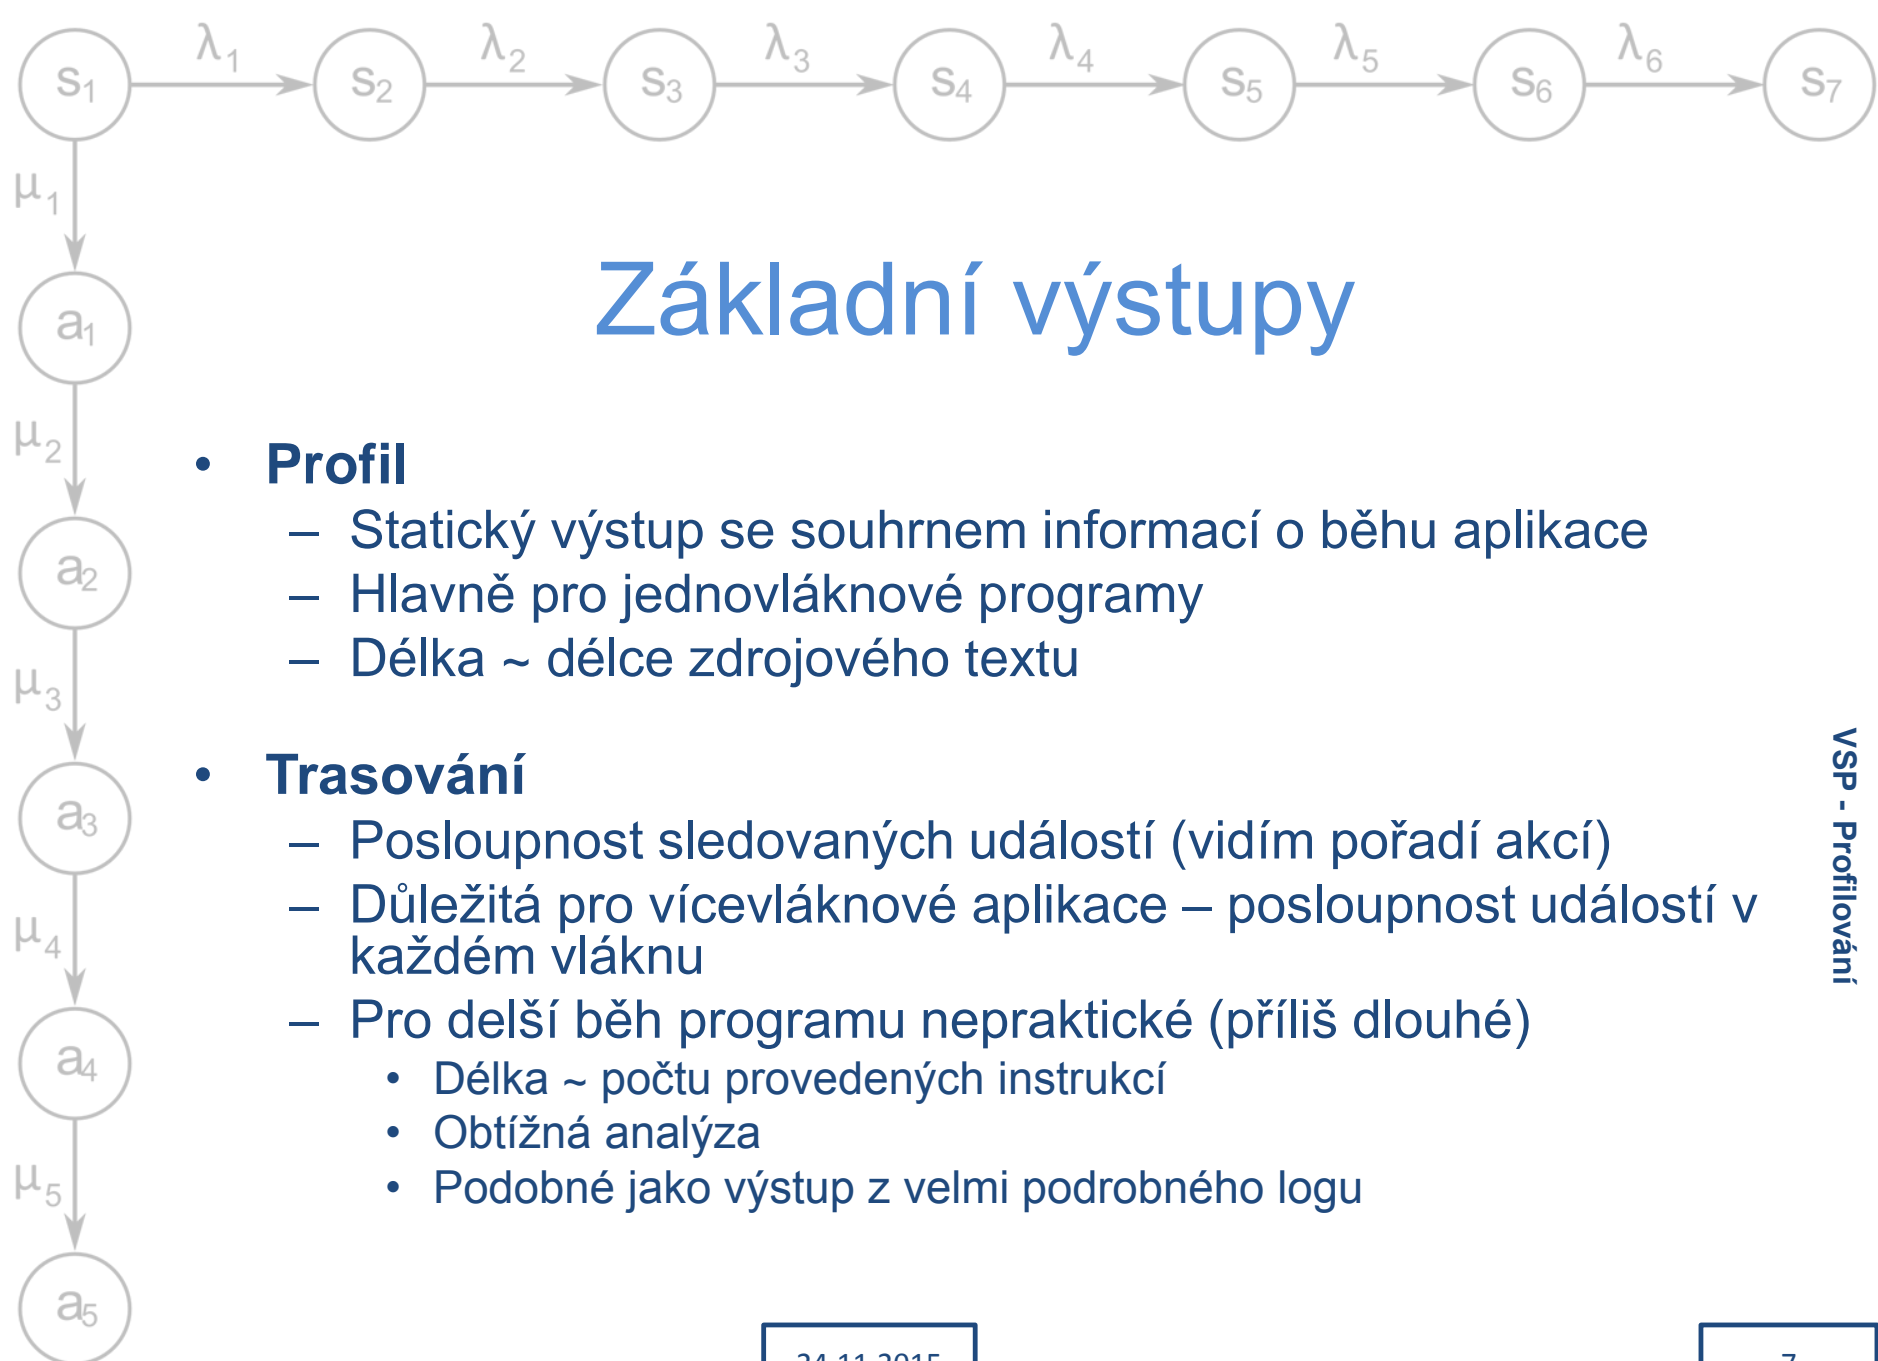 s1 λ1 s2 λ2 s3 λ3 s4 λ4 s5 λ5 s6 λ6 s7
μ1
a1
μ2
a2
μ3
a3
μ4
a4
μ5
a5
Základní výstupy
• Profil
– Statický výstup se souhrnem informací o běhu aplikace
– Hlavně pro jednovláknové programy
– Délka ~ délce zdrojového textu
• Trasování
– Posloupnost sledovaných událostí (vidím pořadí akcí)
– Důležitá pro vícevláknové aplikace – posloupnost událostí v
každém vláknu
– Pro delší běh programu nepraktické (příliš dlouhé)
• Délka ~ počtu provedených instrukcí
• Obtížná analýza
• Podobné jako výstup z velmi podrobného logu
VSP - Profilování
24.11.2015
7